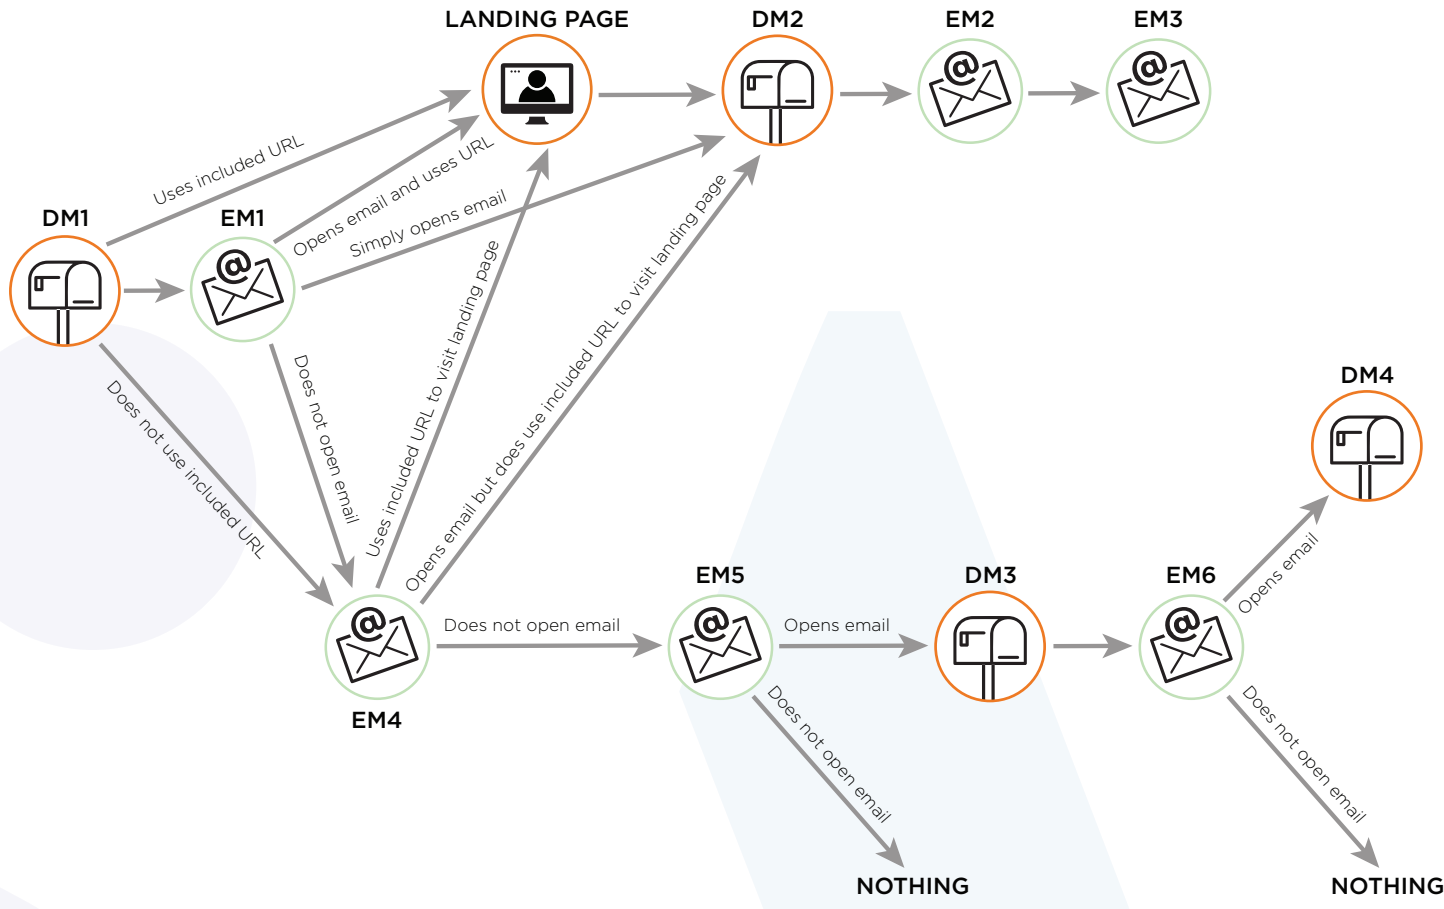 LANDING PAGE
DM2
EM2
EM3
Uses included URL
Opens email and uses URL
Simply opens email
DM1
EM1
Does not use included URL
Does not open email
Uses included URL to visit landing page
Opens email but does use included URL to visit landing page
DM4
EM5
DM3
EM6
Opens email
Does not open email
Opens email
EM4
Does not open email
Does not open email
NOTHING
NOTHING